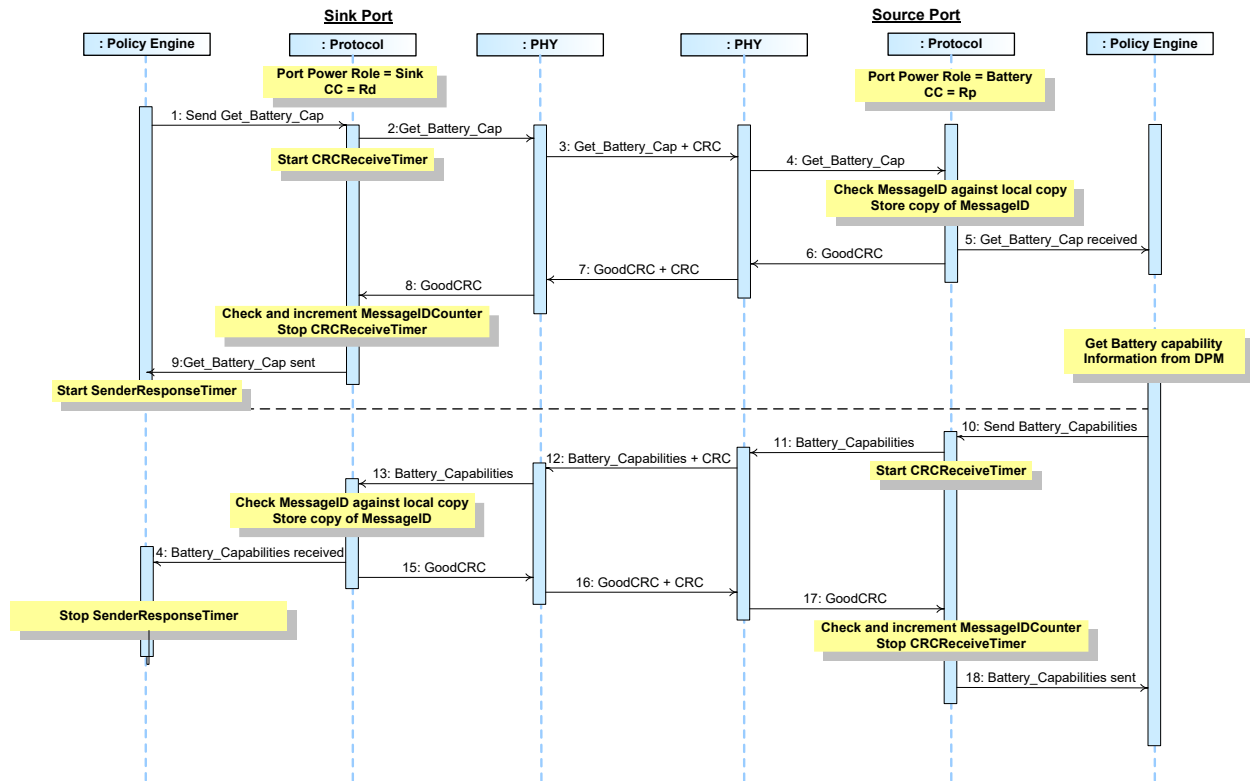 Sink Port
Source Port
: Policy Engine
: Protocol
: PHY
: PHY
: Protocol
: Policy Engine
Port Power Role = Sink
CC = Rd
Port Power Role = Battery
CC = Rp
1: Send Get_Battery_Cap
2:Get_Battery_Cap
Start CRCReceiveTimer
3: Get_Battery_Cap + CRC
4: Get_Battery_Cap
Check MessageID against local copy
Store copy of MessageID
5: Get_Battery_Cap received
6: GoodCRC
7: GoodCRC + CRC
8: GoodCRC
Check and increment MessageIDCounter
Stop CRCReceiveTimer
9:Get_Battery_Cap sent
Start SenderResponseTimer
Get Battery capability
Information from DPM
10: Send Battery_Capabilities
11: Battery_Capabilities
Start CRCReceiveTimer
12: Battery_Capabilities + CRC
13: Battery_Capabilities
Check MessageID against local copy
Store copy of MessageID
4: Battery_Capabilities received
15: GoodCRC
16: GoodCRC + CRC
17: GoodCRC
Stop SenderResponseTimer
Check and increment MessageIDCounter
Stop CRCReceiveTimer
18: Battery_Capabilities sent